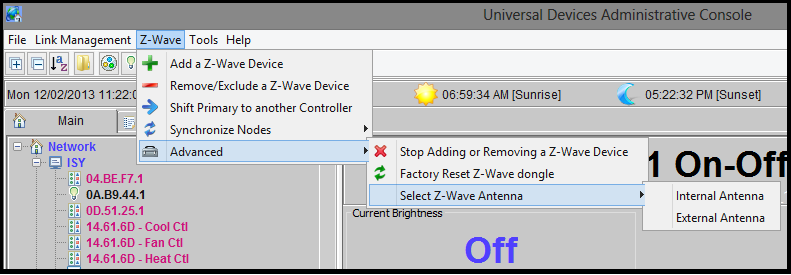 Universal Devices Administrative Console
File Link Management Z-Wave Tools Help
Add a Z-Wave Device
Remove/Exclude a Z-Wave Device
Shift Primary to another Controller
Synchronize Nodes
Advanced
Stop Adding or Removing a Z-Wave Device
Factory Reset Z-Wave dongle
Select Z-Wave Antenna
Internal Antenna
External Antenna
Mon 12/02/2013 11:22:0
06:59:34 AM [Sunrise]
05:22:32 PM [Sunset]
Main
Network
ISY
04.BE.F7.1
0A.B9.44.1
0D.51.25.1
14.61.6D - Cool Ctl
14.61.6D - Fan Ctl
14.61.6D - Heat Ctl
1 On-Off
Current Brightness
Off